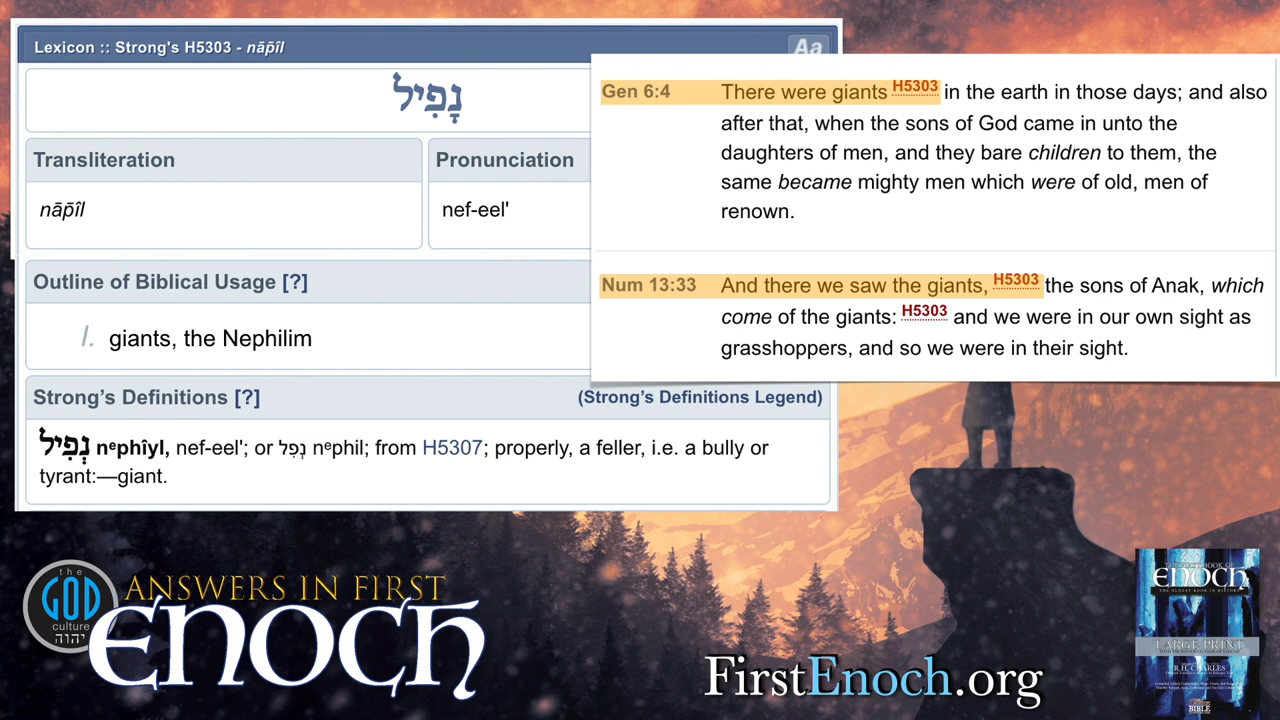 Lexicon :: Strong's H5303 - nāp̄îl
Aa
נָפִיל
Transliteration
Pronunciation
nāp̄îl
nef-eel'
Outline of Biblical Usage [?]
I. giants, the Nephilim
Strong's Definitions [?]
(Strong's Definitions Legend)
נְפִיל nᵉphîyl, nef-eel'; or נְפִל nᵉphil; from H5307; properly, a feller, i.e. a bully or
tyrant:—giant.
Gen 6:4 There were giants H5303 in the earth in those days; and also
after that, when the sons of God came in unto the
daughters of men, and they bare children to them, the
same became mighty men which were of old, men of
renown.
Num 13:33 And there we saw the giants, H5303 the sons of Anak, which
come of the giants: H5303 and we were in our own sight as
grasshoppers, and so we were in their sight.
the
GOD
culture
יהוה
ANSWERS IN FIRST
ENOCH
FirstEnoch.org
ENOCH
THE OLDEST BOOK IN HISTORY
LARGE PRINT
R.H. CHARLES
BIBLE